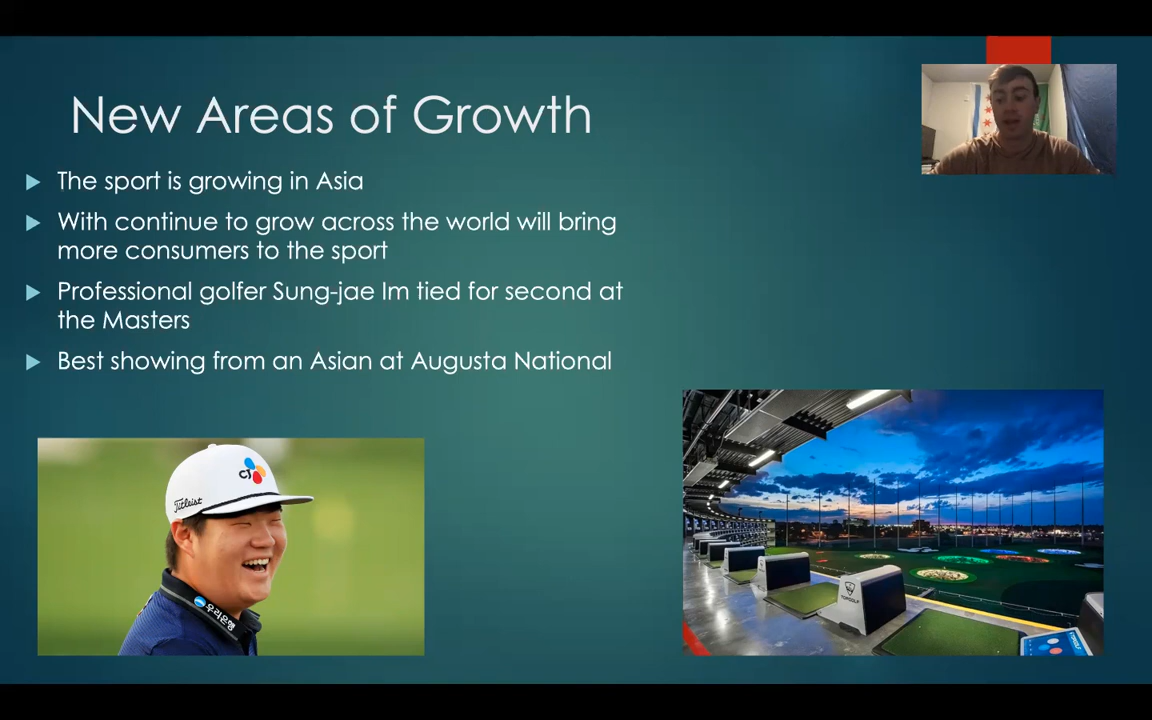 New Areas of Growth
The sport is growing in Asia
With continue to grow across the world will bring
more consumers to the sport
Professional golfer Sung-jae Im tied for second at
the Masters
Best showing from an Asian at Augusta National
CJ
Titleist
우리은행
TOPGOLF
TOPGOLF